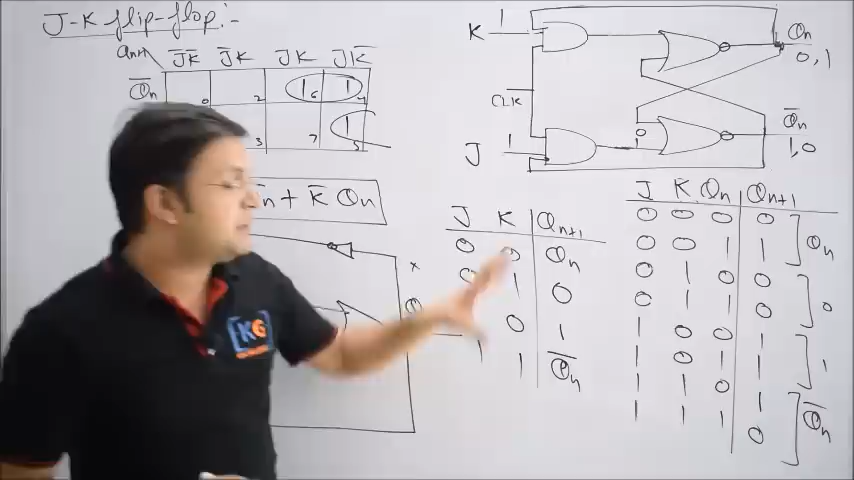 J-K flip-flop:-
Qn+1 J̅K̅ J̅K JK JK̅
Q̅n 0 2 1 6 1 4
3 7 1 5
Q̅n + K̅ Qn
K 1
CLK
J 1
Qn
0, 1
0
1
Q̅n
1,0
J K Qn+1
0 0 Qn
0 1 0
0 1
1 1 Q̅n
J K Qn Qn+1
0 0 0 0
0 0 1 1 Qn
0 1 0 0
0 1 1 0 0
1 0 0 1
1 0 1 1 1
1 1 0 1
1 1 1 0 Q̅n
KG